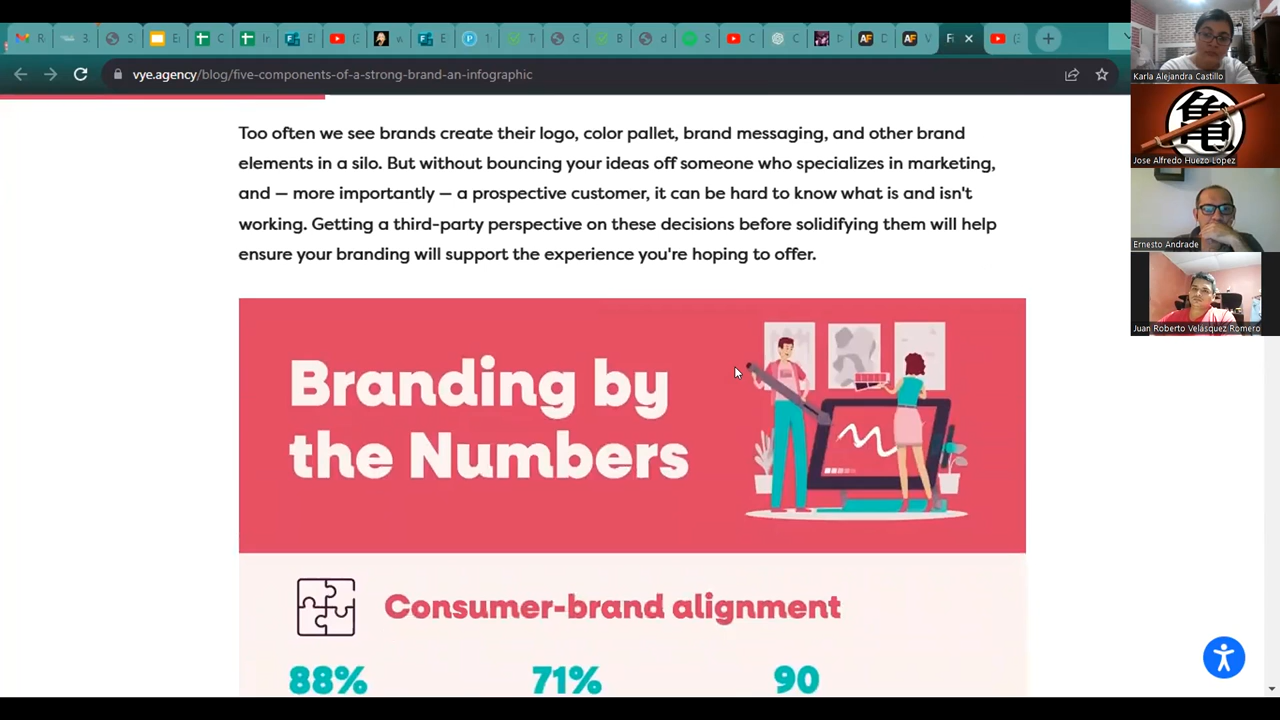 vye.agency/blog/five-components-of-a-strong-brand-an-infographic
Too often we see brands create their logo, color pallet, brand messaging, and other brand
elements in a silo. But without bouncing your ideas off someone who specializes in marketing,
and — more importantly — a prospective customer, it can be hard to know what is and isn't
working. Getting a third-party perspective on these decisions before solidifying them will help
ensure your branding will support the experience you're hoping to offer.
Branding by
the Numbers
Consumer-brand alignment
88% 71% 90
Karla Alejandra Castillo
亀
Jose Alfredo Huezo Lopez
Ernesto Andrade
Juan Roberto Velásquez Romero